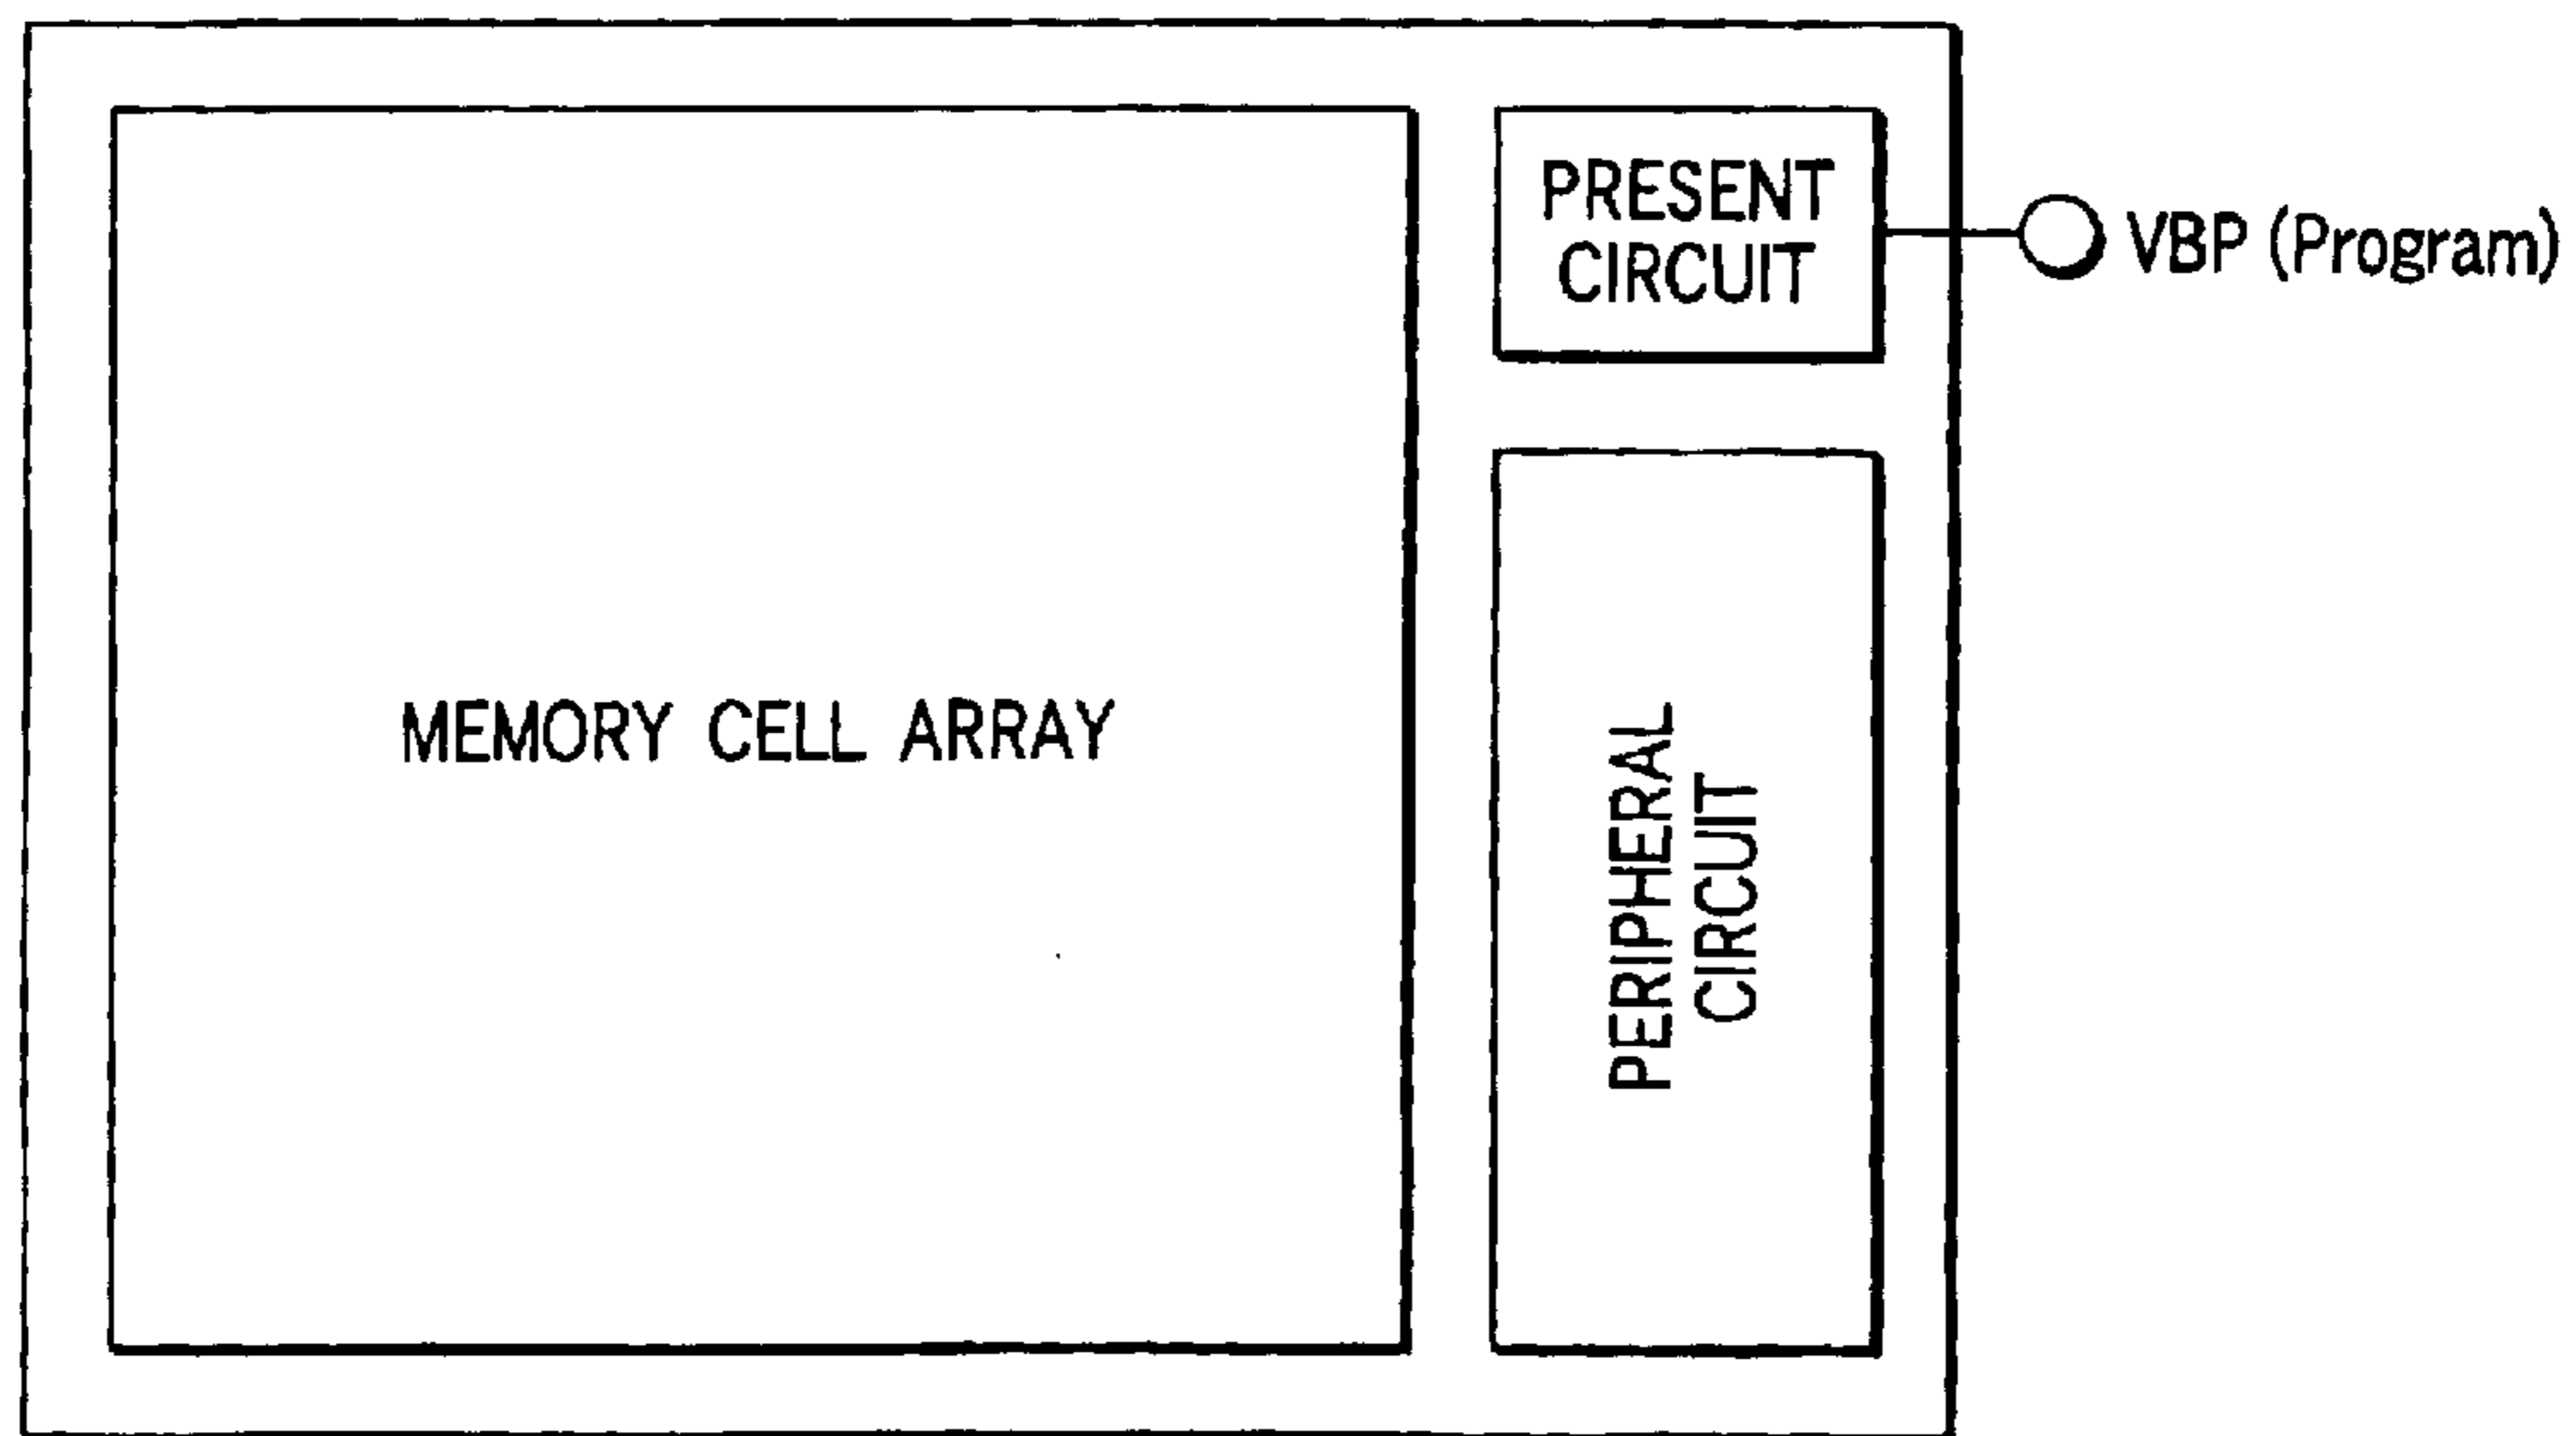 PRESENT
CIRCUIT
VBP (Program)
MEMORY CELL ARRAY
PERIPHERAL
CIRCUIT